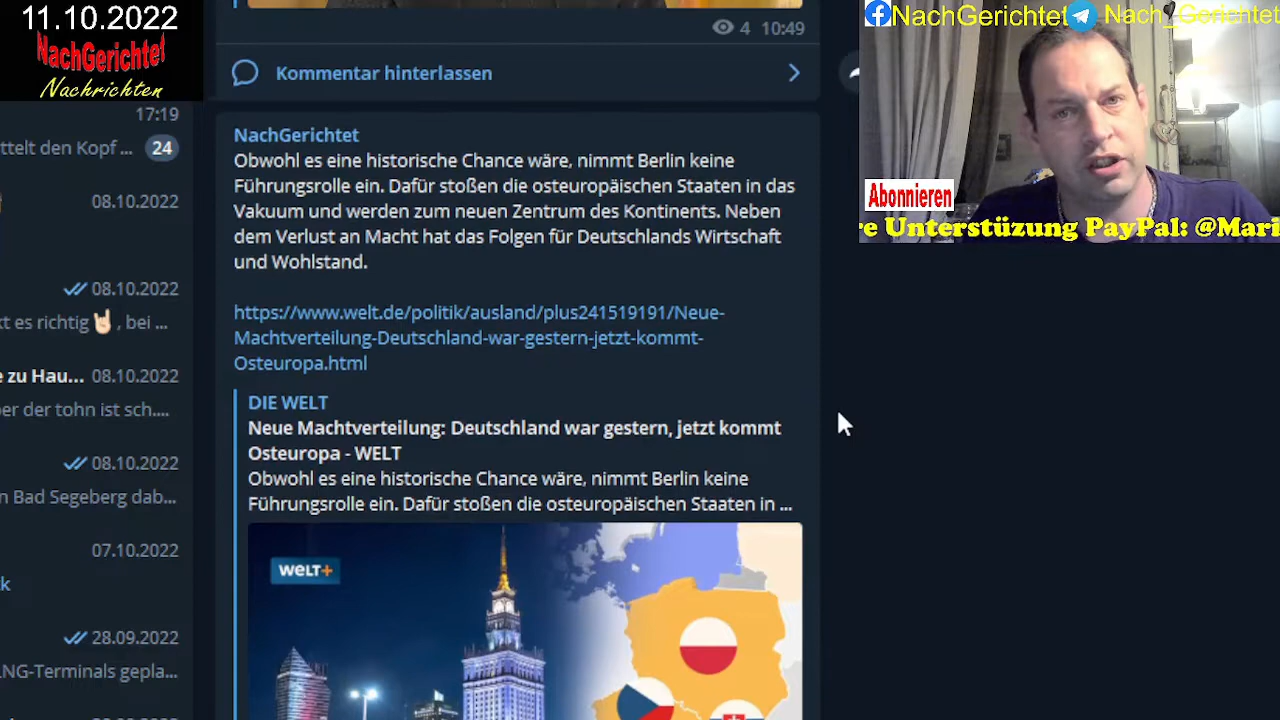 11.10.2022
NachGerichtet
Nachrichten
NachGerichtet
Nach_Gerichtet
Abonnieren
re Unterstüzung PayPal: @Mari
17:19
ttelt den Kopf ... 24
08.10.2022
08.10.2022
kt es richtig🤘🏻, bei ...
e zu Hau... 08.10.2022
ber der tohn ist sch....
08.10.2022
n Bad Segeberg dab...
07.10.2022
k
28.09.2022
LNG-Terminals gepla...
4 10:49
Kommentar hinterlassen
NachGerichtet
Obwohl es eine historische Chance wäre, nimmt Berlin keine
Führungsrolle ein. Dafür stoßen die osteuropäischen Staaten in das
Vakuum und werden zum neuen Zentrum des Kontinents. Neben
dem Verlust an Macht hat das Folgen für Deutschlands Wirtschaft
und Wohlstand.
https://www.welt.de/politik/ausland/plus241519191/Neue-
Machtverteilung-Deutschland-war-gestern-jetzt-kommt-
Osteuropa.html
DIE WELT
Neue Machtverteilung: Deutschland war gestern, jetzt kommt
Osteuropa - WELT
Obwohl es eine historische Chance wäre, nimmt Berlin keine
Führungsrolle ein. Dafür stoßen die osteuropäischen Staaten in ...
WELT+